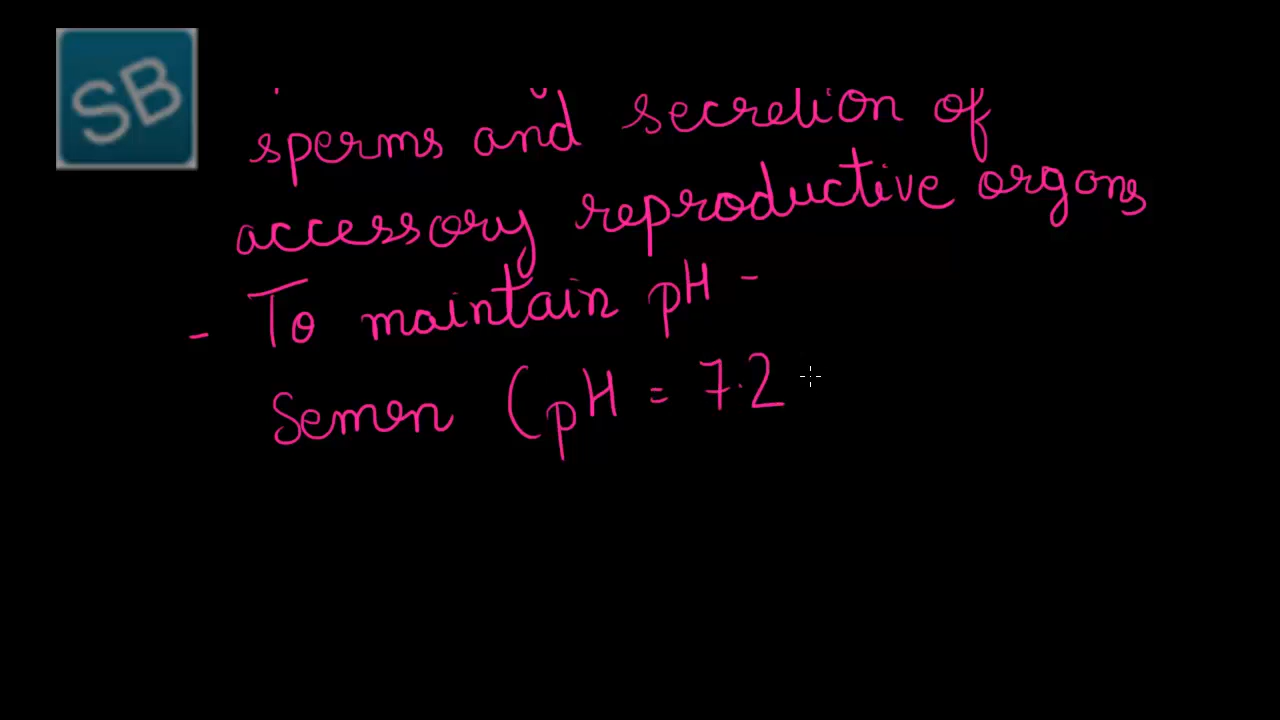 SB
sperms and secretion of
accessory reproductive organs
- To maintain pH -
Semen (pH = 7.2